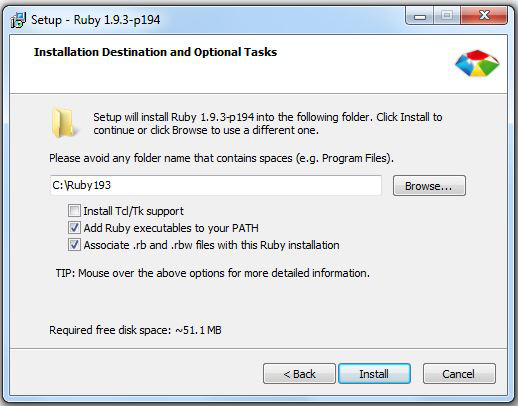 Setup - Ruby 1.9.3-p194
Installation Destination and Optional Tasks
Setup will install Ruby 1.9.3-p194 into the following folder. Click Install to
continue or click Browse to use a different one.
Please avoid any folder name that contains spaces (e.g. Program Files).
C:\Ruby193
Browse...
Install Tcl/Tk support
Add Ruby executables to your PATH
Associate .rb and .rbw files with this Ruby installation
TIP: Mouse over the above options for more detailed information.
Required free disk space: ~51.1 MB
< Back
Install
Cancel